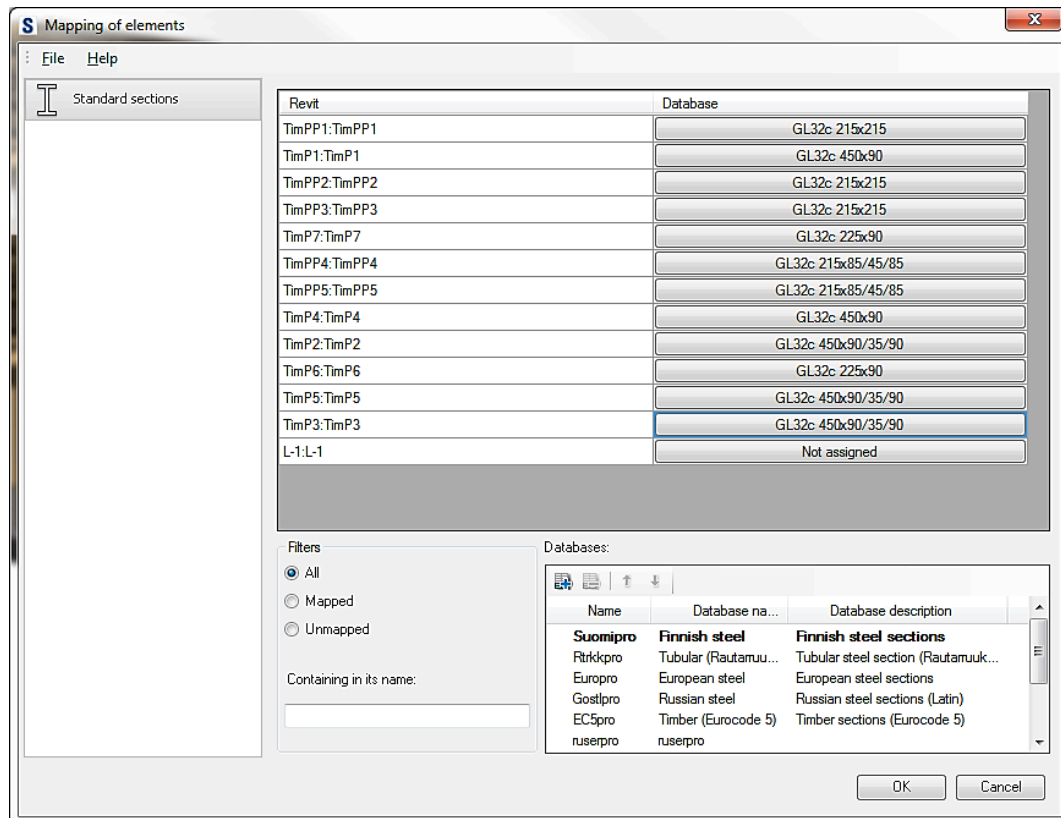 S Mapping of elements
File Help
Standard sections
Revit Database
TimPP1:TimPP1 GL32c 215x215
TimP1:TimP1 GL32c 450x90
TimPP2:TimPP2 GL32c 215x215
TimPP3:TimPP3 GL32c 215x215
TimP7:TimP7 GL32c 225x90
TimPP4:TimPP4 GL32c 215x85/45/85
TimPP5:TimPP5 GL32c 215x85/45/85
TimP4:TimP4 GL32c 450x90
TimP2:TimP2 GL32c 450x90/35/90
TimP6:TimP6 GL32c 225x90
TimP5:TimP5 GL32c 450x90/35/90
TimP3:TimP3 GL32c 450x90/35/90
L-1:L-1 Not assigned
Filters
All
Mapped
Unmapped
Containing in its name:
Databases:
Name Database na... Database description
Suomipro Finnish steel Finnish steel sections
Rtrkkpro Tubular (Rautaruu... Tubular steel section (Rautaruuk...
Europro European steel European steel sections
Gostlpro Russian steel Russian steel sections (Latin)
EC5pro Timber (Eurocode 5) Timber sections (Eurocode 5)
ruserpro ruserpro
OK Cancel